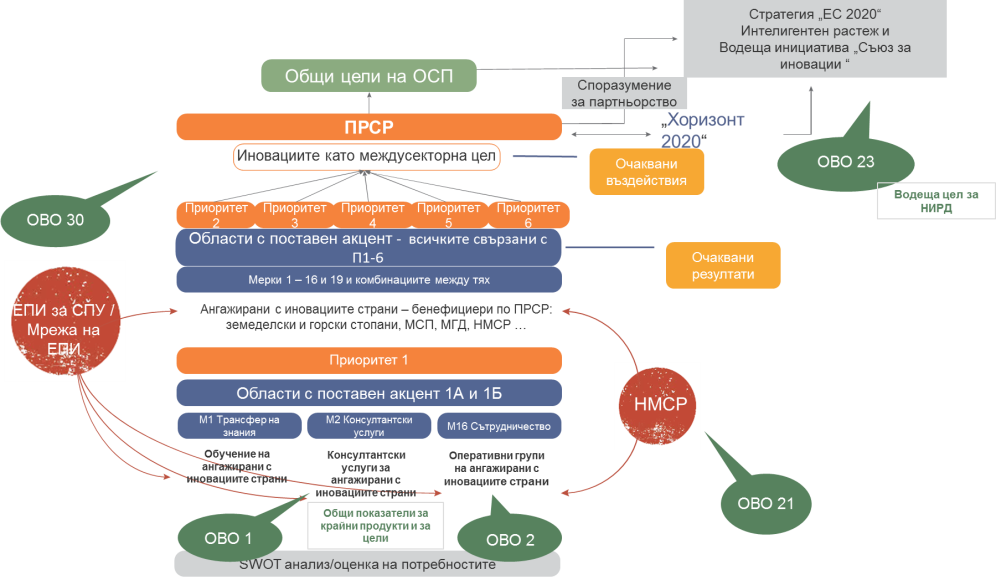 Стратегия „ЕС 2020“
Интелигентен растеж и
Водеща инициатива „Съюз за
иновации “
Общи цели на ОСП
Споразумение
за партньорство
ПРСР
„Хоризонт
2020“
Иновациите като междусекторна цел
Очаквани
въздействия
ОВО 23
Водеща цел за
НИРД
ОВО 30
Приоритет
2
Приоритет
3
Приоритет
4
Приоритет
5
Приоритет
6
Области с поставен акцент - всичките свързани с
П1-6
Очаквани
резултати
Мерки 1 – 16 и 19 и комбинациите между тях
ЕПИ за СПУ /
Мрежа на
ЕПИ
Ангажирани с иновациите страни – бенефициери по ПРСР:
земеделски и горски стопани, МСП, МГД, НМСР ...
Приоритет 1
Области с поставен акцент 1А и 1Б
НМСР
М1 Трансфер на
знания
М2 Консултантски
услуги
М16 Сътрудничество
Обучение на
ангажирани с
иновациите страни
Консултантски
услуги за
ангажирани с
иновациите страни
Оперативни групи
на ангажирани с
иновациите страни
ОВО 21
Общи показатели за
крайни продукти и за
цели
ОВО 1
ОВО 2
SWOT анализ/оценка на потребностите